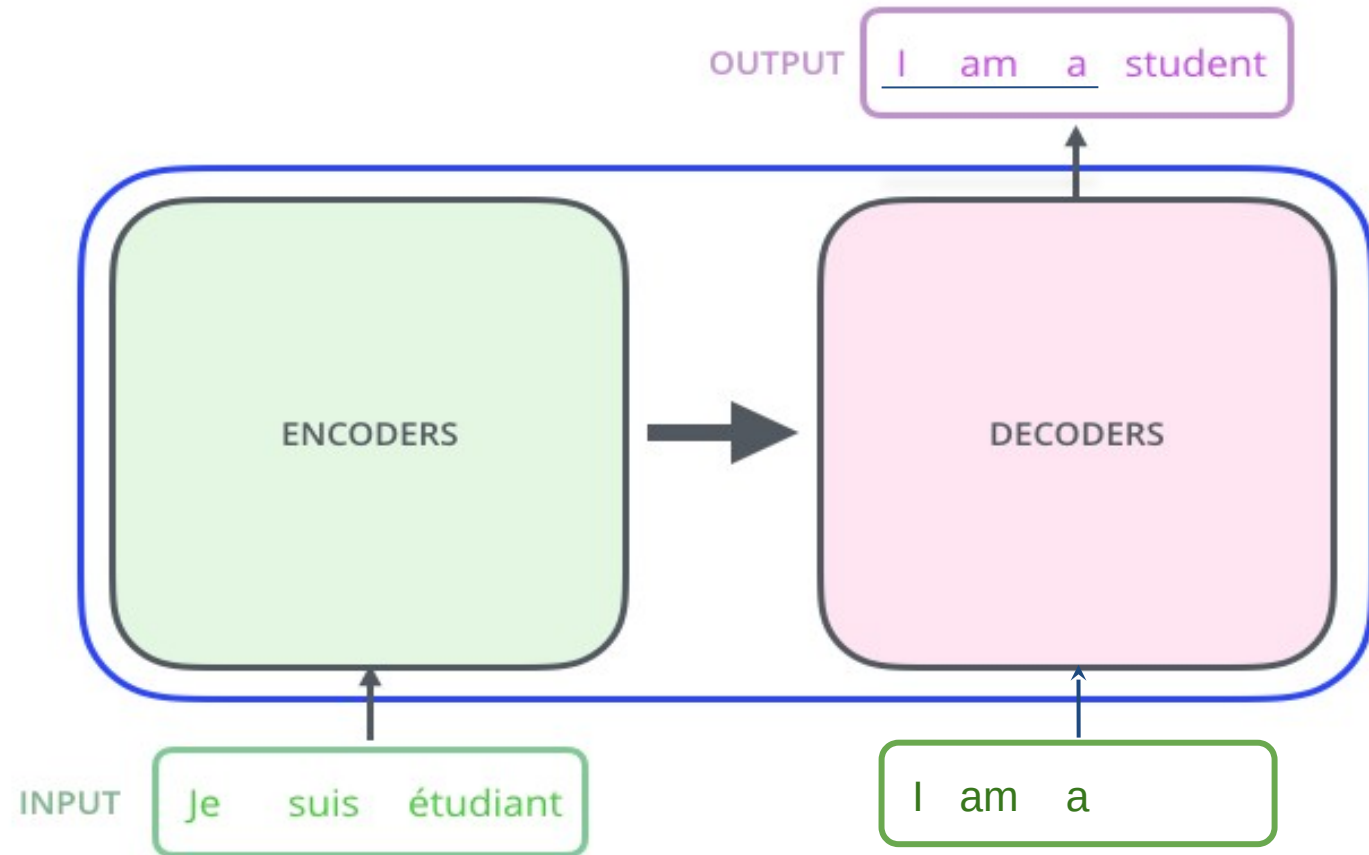 OUTPUT I am a student
ENCODERS DECODERS
INPUT Je suis étudiant I am a